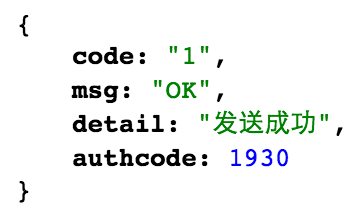 {
code: "1",
msg: "OK",
detail: "发送成功",
authcode: 1930
}